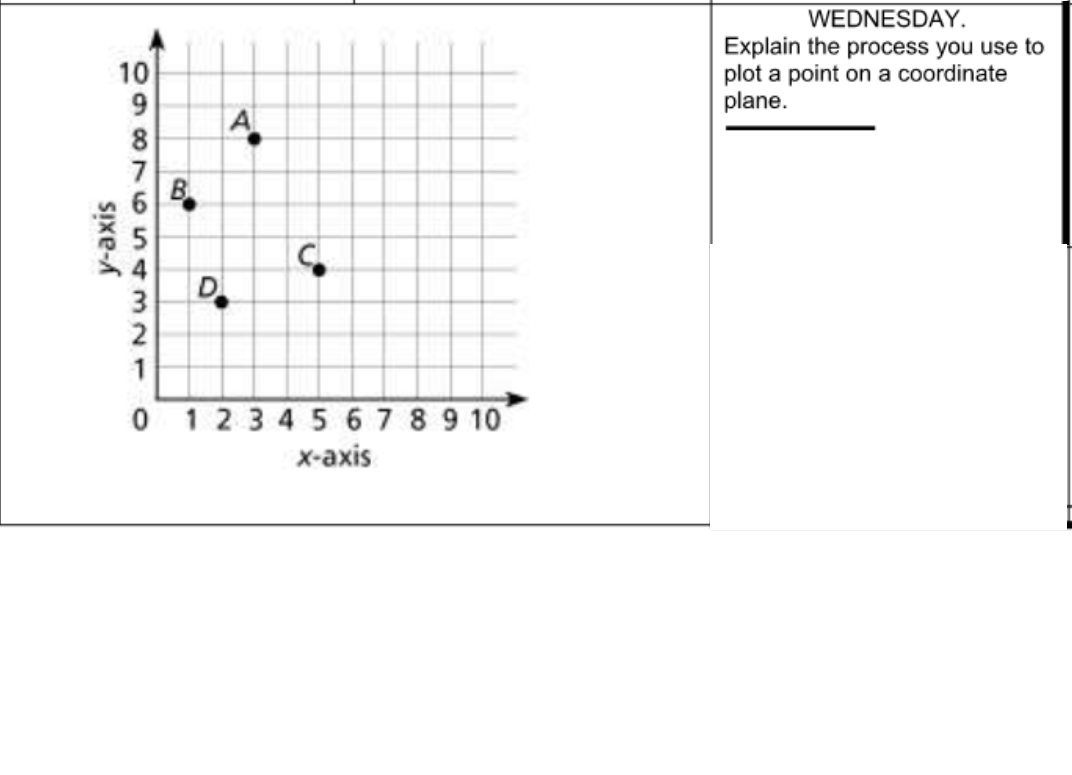 10
9
A
8
7
B
6
5
C
4
D
3
2
1
y-axis
0 1 2 3 4 5 6 7 8 9 10
x-axis
WEDNESDAY.
Explain the process you use to
plot a point on a coordinate
plane.